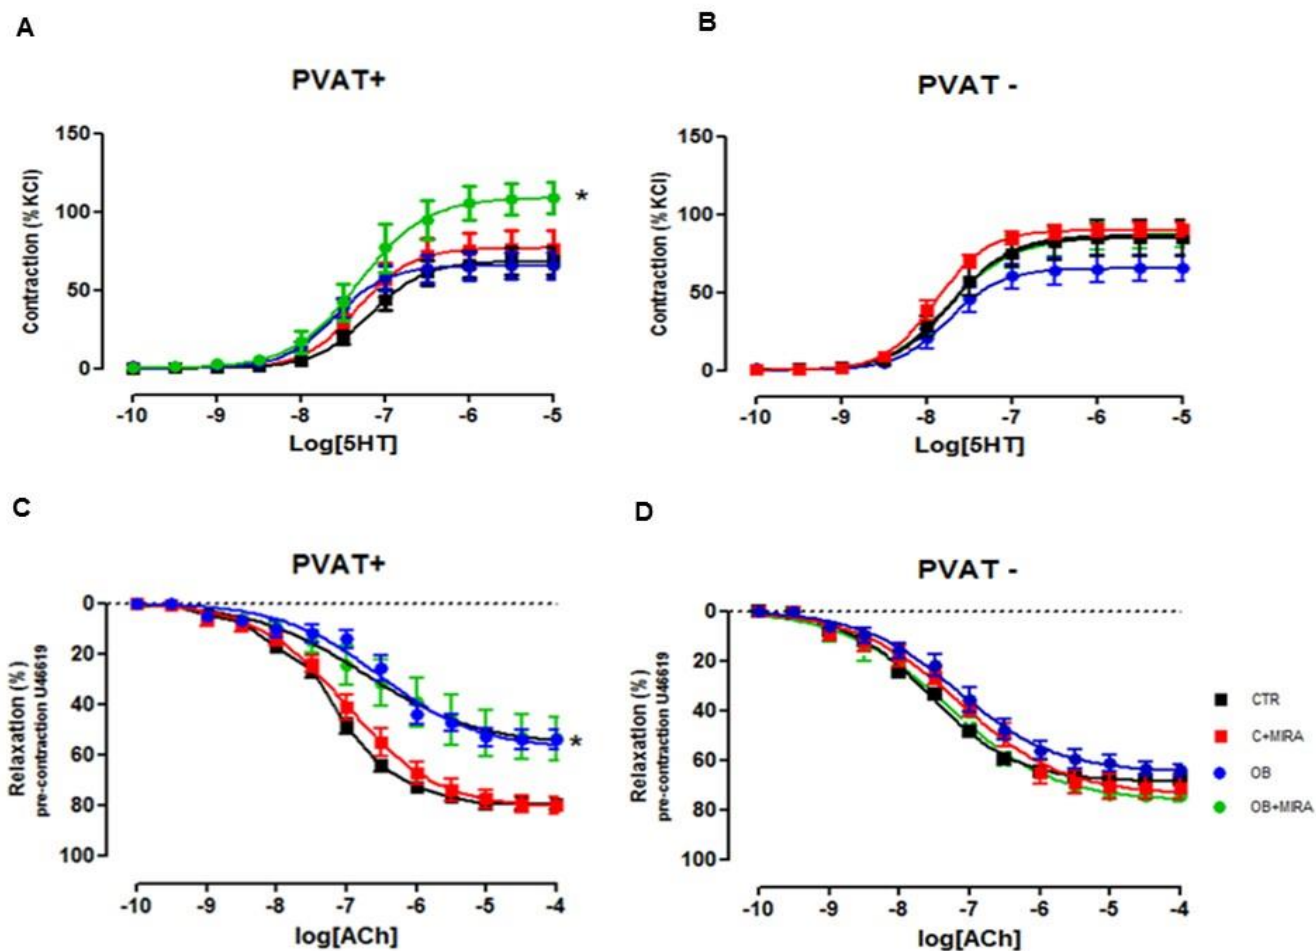 A
PVAT+
150
100
50
0
Contraction (% KCl)
*
-10 -9 -8 -7 -6 -5
Log[5HT]
B
PVAT -
150
100
50
0
Contraction (% KCl)
-10 -9 -8 -7 -6 -5
Log[5HT]
C
PVAT+
0
20
40
60
80
100
Relaxation (%)
pre-contraction U46619
*
-10 -9 -8 -7 -6 -5 -4
log[ACh]
D
PVAT -
0
20
40
60
80
100
Relaxation (%)
pre-contraction U46619
-10 -9 -8 -7 -6 -5 -4
log[ACh]
CTR
C+MIRA
OB
OB+MIRA